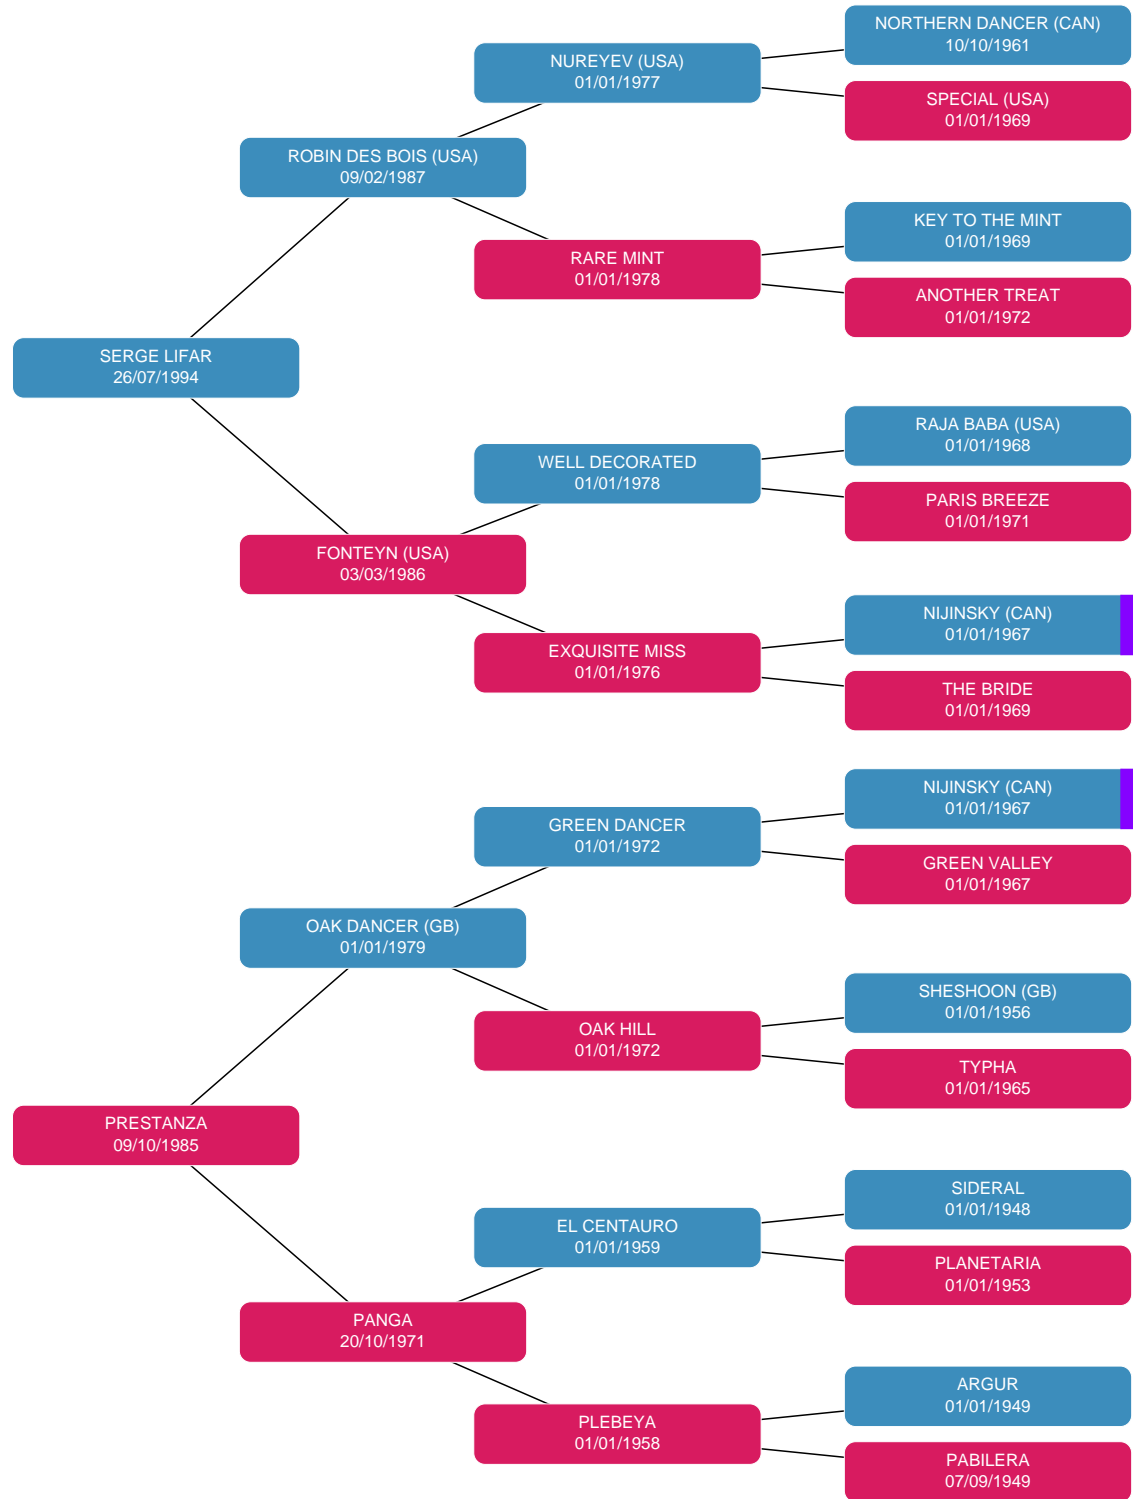 NORTHERN DANCER (CAN)
10/10/1961
NUREYEV (USA)
01/01/1977
SPECIAL (USA)
01/01/1969
ROBIN DES BOIS (USA)
09/02/1987
KEY TO THE MINT
01/01/1969
RARE MINT
01/01/1978
ANOTHER TREAT
01/01/1972
SERGE LIFAR
26/07/1994
RAJA BABA (USA)
01/01/1968
WELL DECORATED
01/01/1978
PARIS BREEZE
01/01/1971
FONTEYN (USA)
03/03/1986
NIJINSKY (CAN)
01/01/1967
EXQUISITE MISS
01/01/1976
THE BRIDE
01/01/1969
NIJINSKY (CAN)
01/01/1967
GREEN DANCER
01/01/1972
GREEN VALLEY
01/01/1967
OAK DANCER (GB)
01/01/1979
SHESHOON (GB)
01/01/1956
OAK HILL
01/01/1972
TYPHA
01/01/1965
PRESTANZA
09/10/1985
SIDERAL
01/01/1948
EL CENTAURO
01/01/1959
PLANETARIA
01/01/1953
PANGA
20/10/1971
ARGUR
01/01/1949
PLEBEYA
01/01/1958
PABILERA
07/09/1949